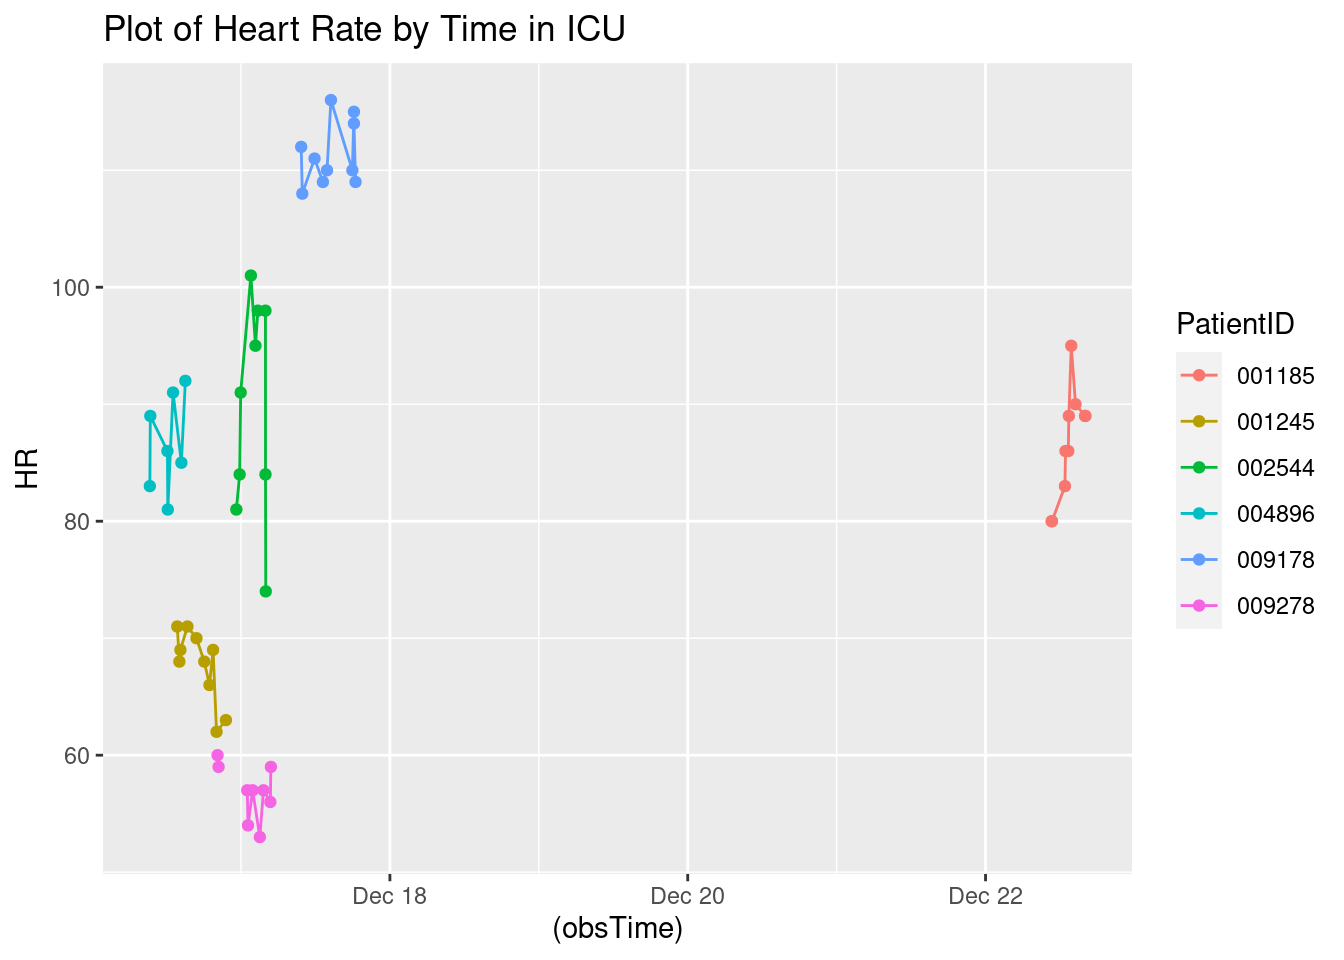 Plot of Heart Rate by Time in ICU
HR
100
80
60
Dec 18 Dec 20 Dec 22
(obsTime)
PatientID
001185
001245
002544
004896
009178
009278